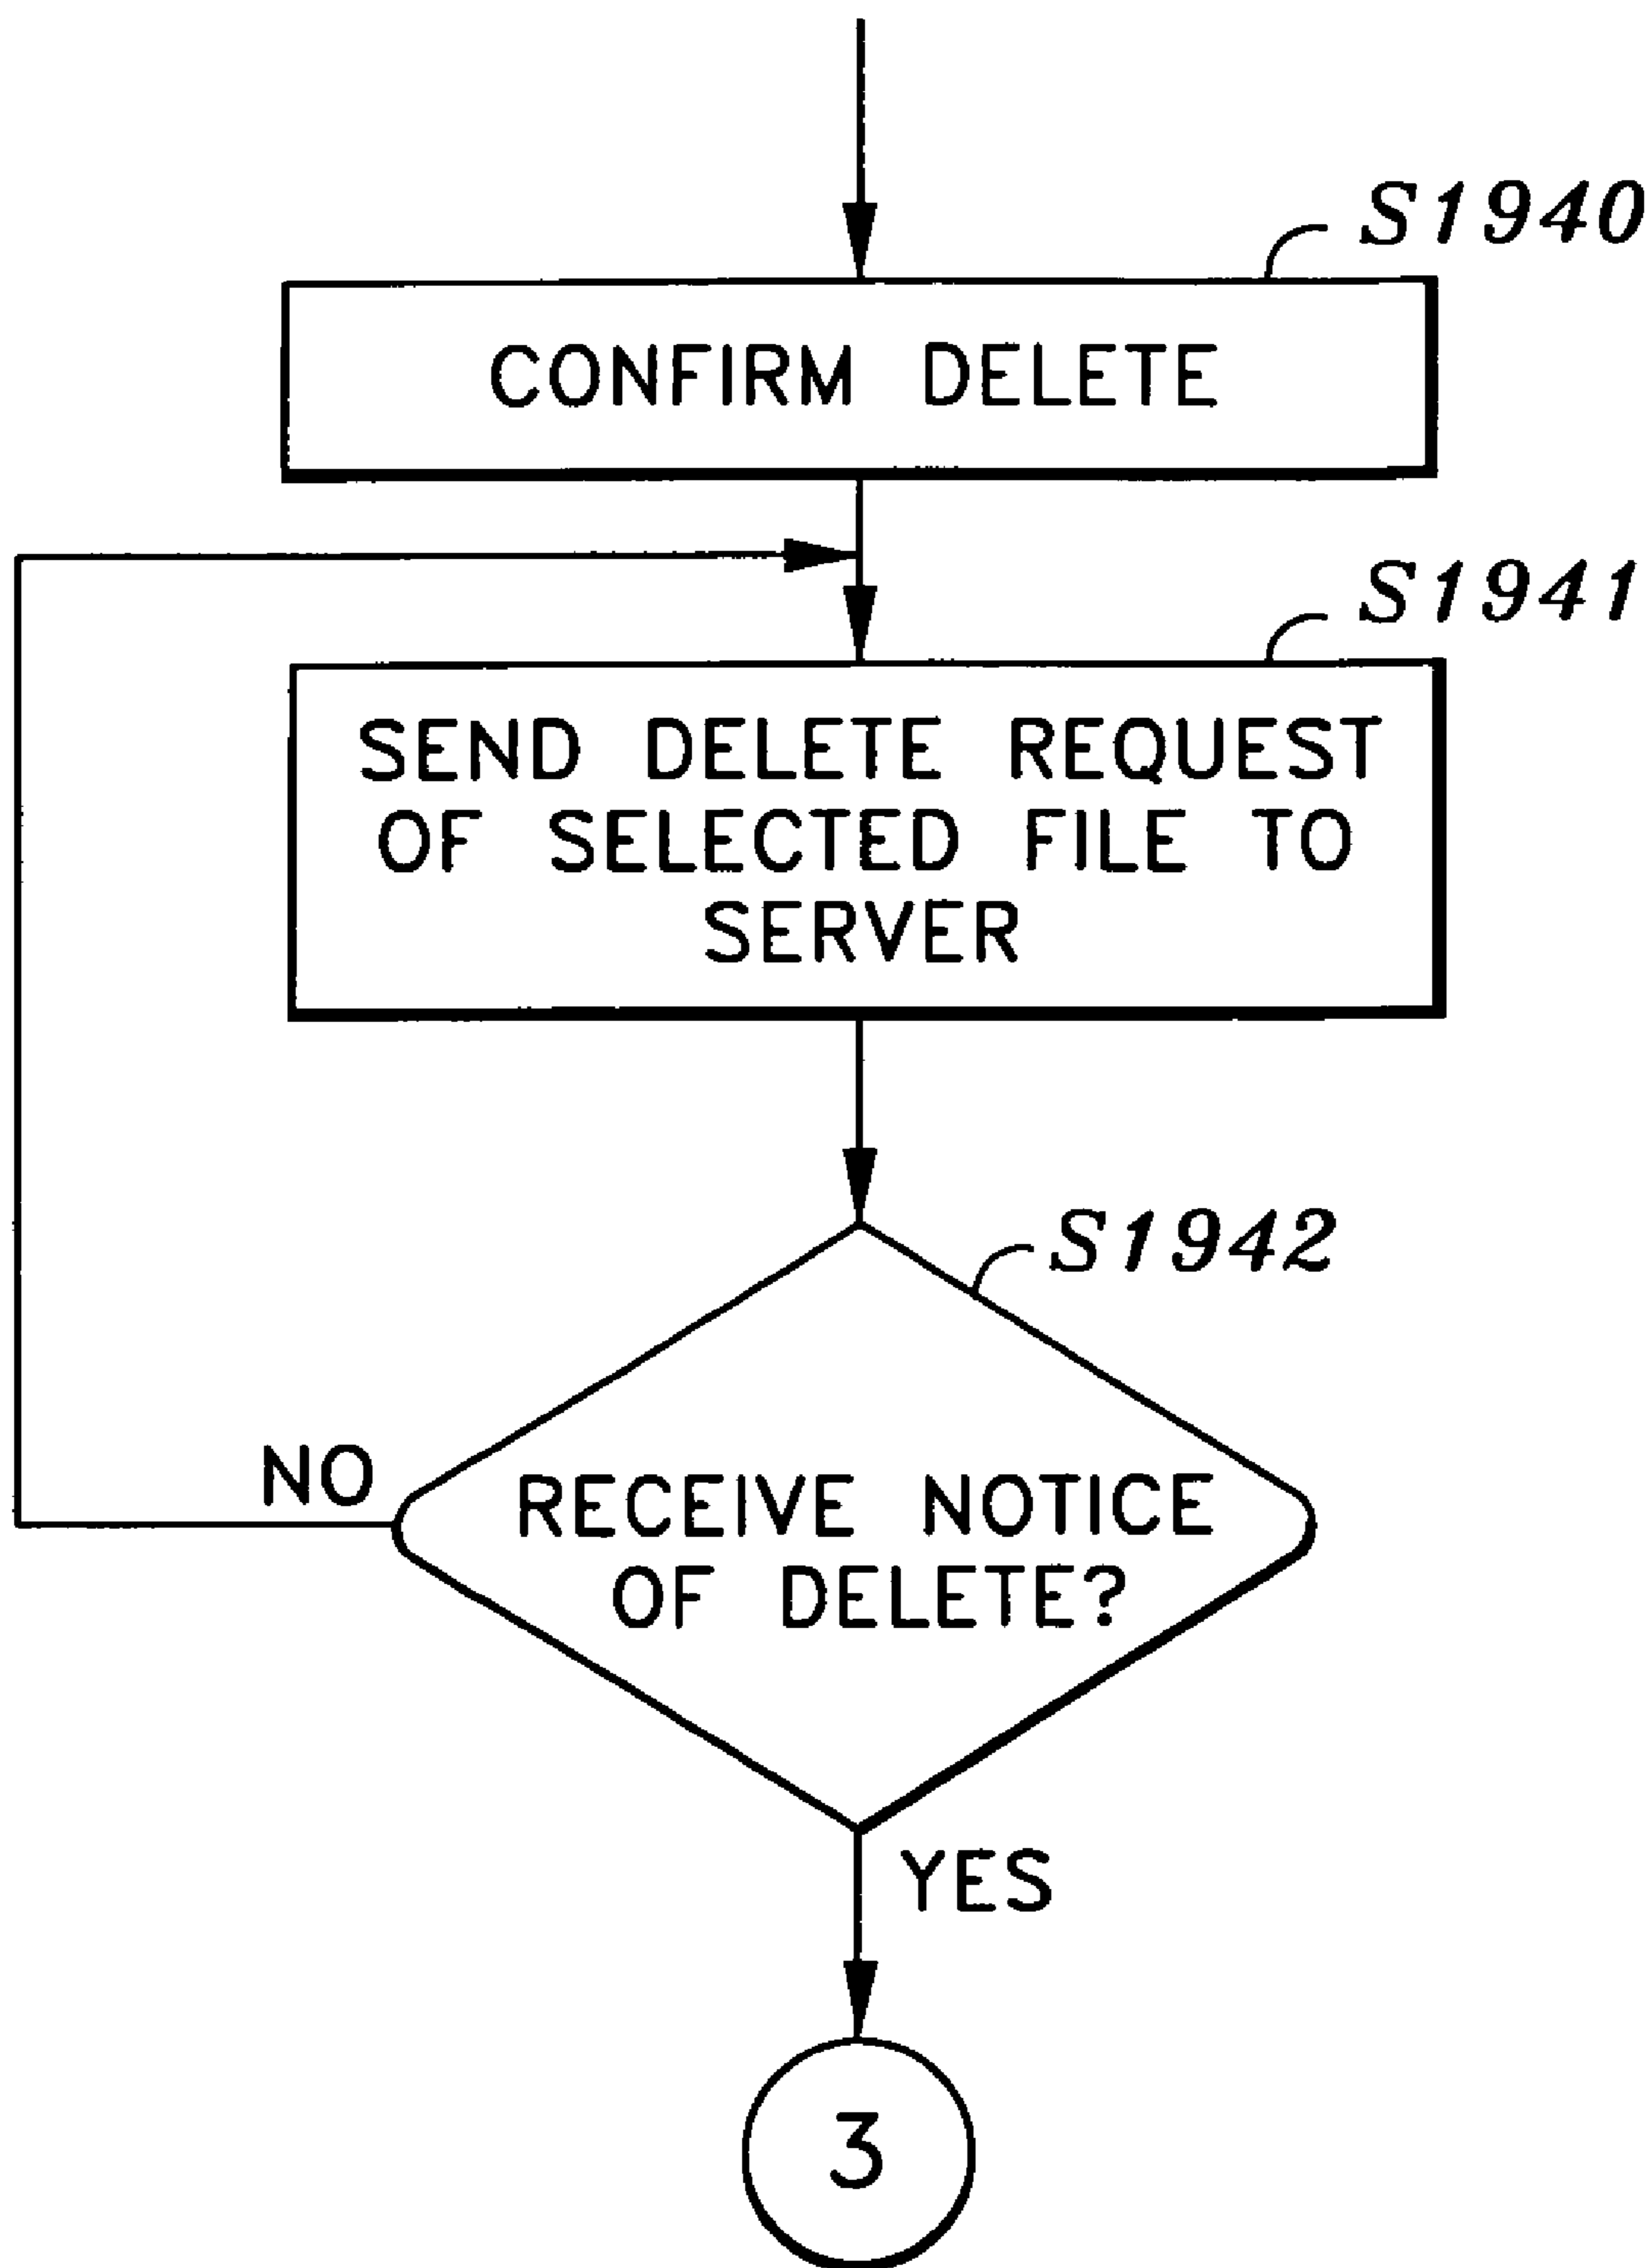 S1940
CONFIRM DELETE
S1941
SEND DELETE REQUEST
OF SELECTED FILE TO
SERVER
S1942
NO
RECEIVE NOTICE
OF DELETE?
YES
3